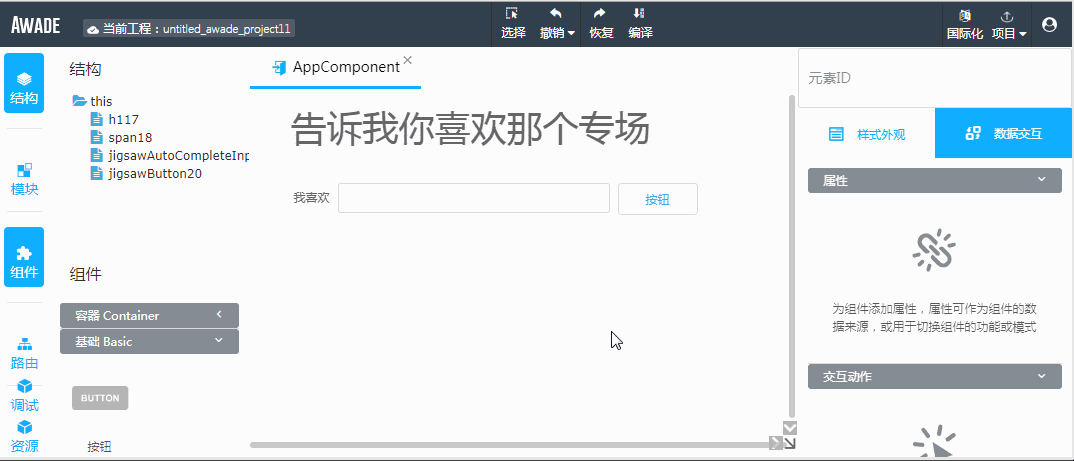 AWADE
当前工程：untitled_awade_project11
选择
撤销
恢复
编译
国际化
项目
结构
模块
组件
路由
调试
资源
结构
this
h117
span18
jigsawAutoCompleteInp
jigsawButton20
组件
容器 Container
基础 Basic
BUTTON
按钮
AppComponent
告诉我你喜欢那个专场
我喜欢
按钮
元素ID
样式外观
数据交互
属性
为组件添加属性，属性可作为组件的数
据来源，或用于切换组件的功能或模式
交互动作